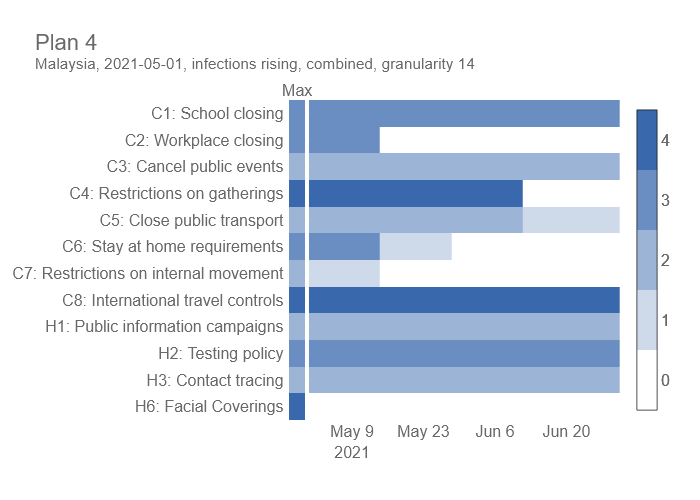 Plan 4
Malaysia, 2021-05-01, infections rising, combined, granularity 14
Max
C1: School closing
C2: Workplace closing
C3: Cancel public events
C4: Restrictions on gatherings
C5: Close public transport
C6: Stay at home requirements
C7: Restrictions on internal movement
C8: International travel controls
H1: Public information campaigns
H2: Testing policy
H3: Contact tracing
H6: Facial Coverings
May 9 May 23 Jun 6 Jun 20
2021
4
3
2
1
0